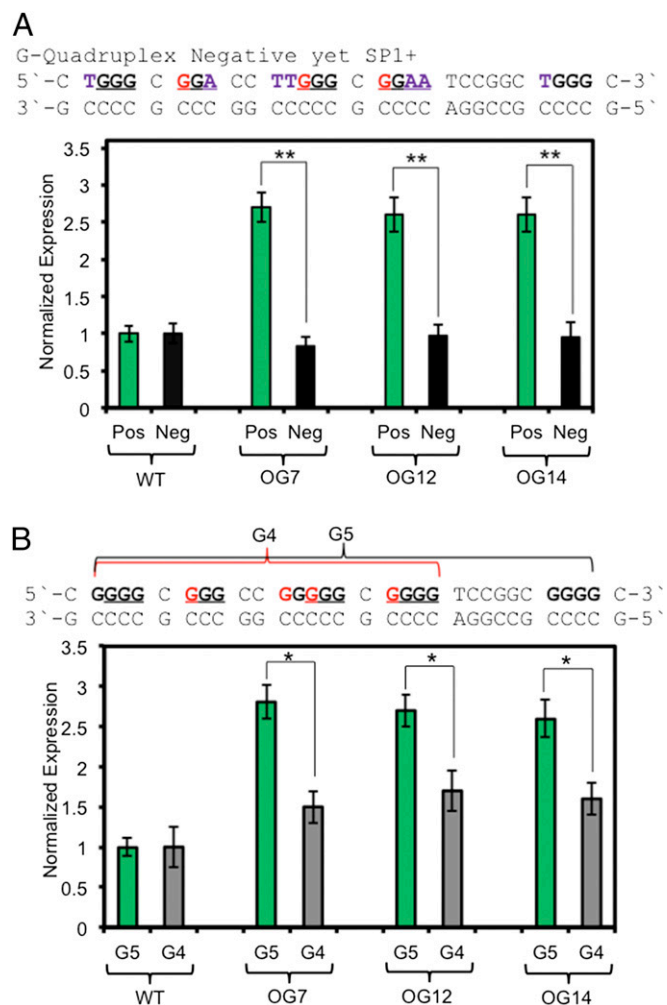 A
G-Quadruplex Negative yet SP1+
5`-C TGGG C GGA CC TTGGG C GGAA TCCGGC TGGG C-3`
3`-G CCCC G CCC GG CCCCC G CCCC AGGCCG CCCC G-5`
Normalized Expression
3.5
3
2.5
2
1.5
1
0.5
0
** ** **
Pos Neg Pos Neg Pos Neg Pos Neg
WT OG7 OG12 OG14
B
G4 G5
5`-C GGGG C GGG CC GGGGG C GGGG TCCGGC GGGG C-3`
3`-G CCCC G CCC GG CCCCC G CCCC AGGCCG CCCC G-5`
Normalized Expression
3.5
3
2.5
2
1.5
1
0.5
0
* * *
G5 G4 G5 G4 G5 G4 G5 G4
WT OG7 OG12 OG14